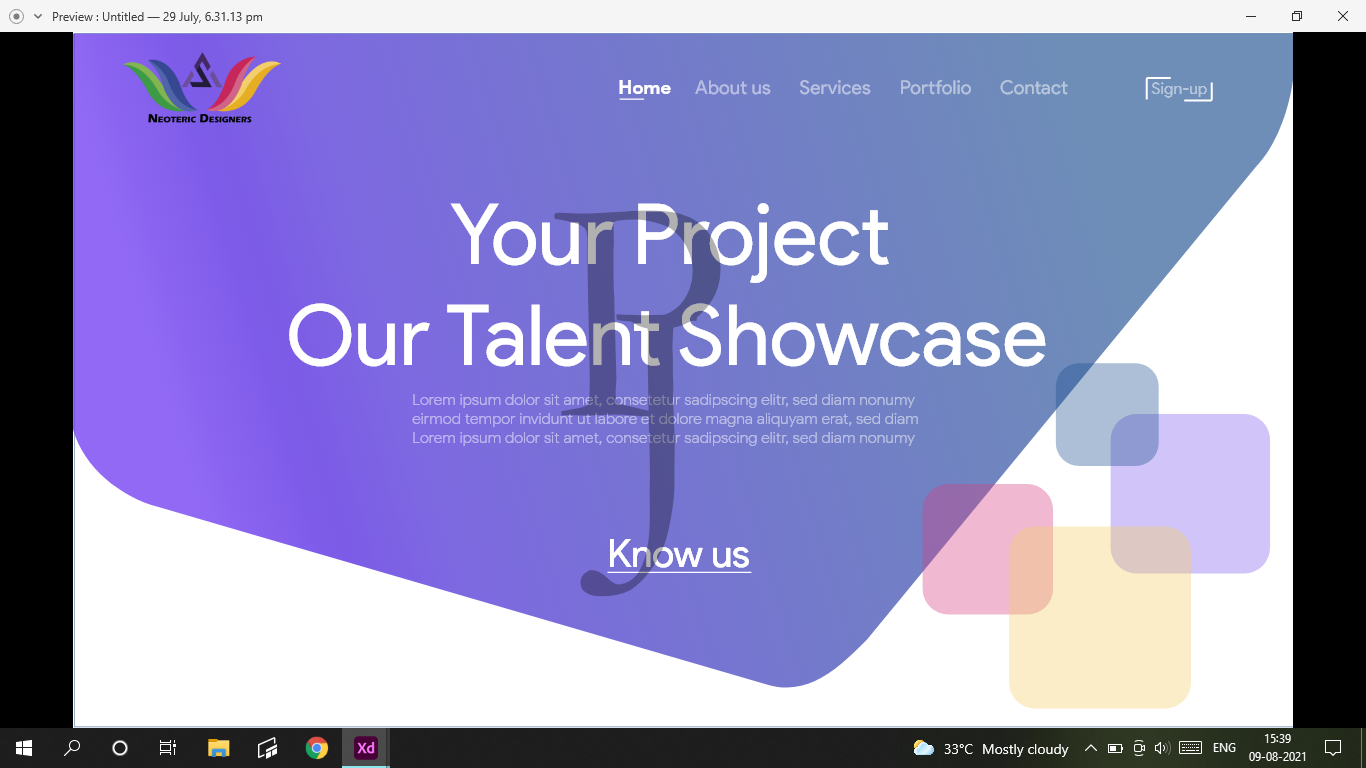 Preview : Untitled — 29 July, 6.31.13 pm
NEOTERIC DESIGNERS
Home About us Services Portfolio Contact Sign-up
Your Project
Our Talent Showcase
Lorem ipsum dolor sit amet, consetetur sadipscing elitr, sed diam nonumy
eirmod tempor invidunt ut labore et dolore magna aliquyam erat, sed diam
Lorem ipsum dolor sit amet, consetetur sadipscing elitr, sed diam nonumy
Know us
Xd
33°C Mostly cloudy
ENG
15:39
09-08-2021